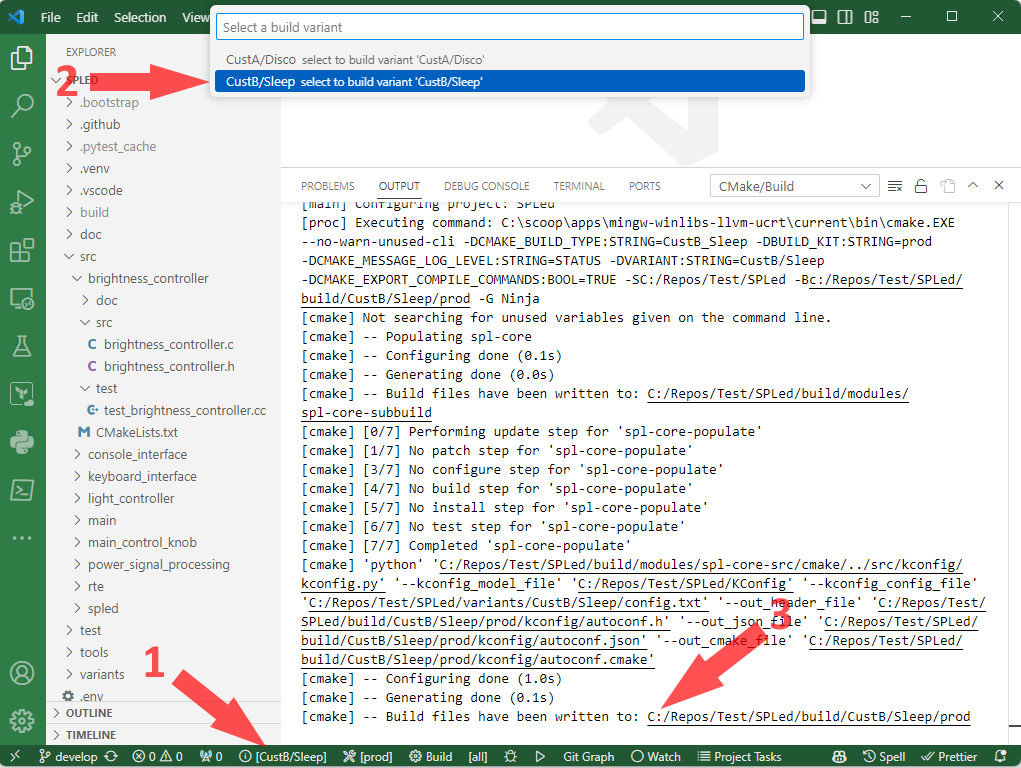 File Edit Selection View
Select a build variant
CustA/Disco select to build variant 'CustA/Disco'
CustB/Sleep select to build variant 'CustB/Sleep'
EXPLORER
SPLED
2
.bootstrap
.github
.pytest_cache
.venv
.vscode
build
doc
src
brightness_controller
doc
src
C brightness_controller.c
C brightness_controller.h
test
C+ test_brightness_controller.cc
M CMakeLists.txt
console_interface
keyboard_interface
light_controller
main
main_control_knob
power_signal_processing
rte
spled
test
tools
variants
.env
OUTLINE
TIMELINE
1
PROBLEMS OUTPUT DEBUG CONSOLE TERMINAL PORTS CMake/Build
[main] Configuring project: SPLed
[proc] Executing command: C:\scoop\apps\mingw-winlibs-llvm-ucrt\current\bin\cmake.EXE
--no-warn-unused-cli -DCMAKE_BUILD_TYPE:STRING=CustB_Sleep -DBUILD_KIT:STRING=prod
-DCMAKE_MESSAGE_LOG_LEVEL:STRING=STATUS -DVARIANT:STRING=CustB/Sleep
-DCMAKE_EXPORT_COMPILE_COMMANDS:BOOL=TRUE -SC:/Repos/Test/SPLed -Bc:/Repos/Test/SPLed/
build/CustB/Sleep/prod -G Ninja
[cmake] Not searching for unused variables given on the command line.
[cmake] -- Populating spl-core
[cmake] -- Configuring done (0.1s)
[cmake] -- Generating done (0.0s)
[cmake] -- Build files have been written to: C:/Repos/Test/SPLed/build/modules/
spl-core-subbuild
[cmake] [0/7] Performing update step for 'spl-core-populate'
[cmake] [1/7] No patch step for 'spl-core-populate'
[cmake] [3/7] No configure step for 'spl-core-populate'
[cmake] [4/7] No build step for 'spl-core-populate'
[cmake] [5/7] No install step for 'spl-core-populate'
[cmake] [6/7] No test step for 'spl-core-populate'
[cmake] [7/7] Completed 'spl-core-populate'
[cmake] 'python' 'C:/Repos/Test/SPLed/build/modules/spl-core-src/cmake/../src/kconfig/
kconfig.py' '--kconfig_model_file' 'C:/Repos/Test/SPLed/KConfig' '--kconfig_config_file'
'C:/Repos/Test/SPLed/variants/CustB/Sleep/config.txt' '--out_header_file' 'C:/Repos/Test/
SPLed/build/CustB/Sleep/prod/kconfig/autoconf.h' '--out_json_file' 'C:/Repos/Test/SPLed/
build/CustB/Sleep/prod/kconfig/autoconf.json' '--out_cmake_file' 'C:/Repos/Test/SPLed/
build/CustB/Sleep/prod/kconfig/autoconf.cmake'
[cmake] -- Configuring done (1.0s)
[cmake] -- Generating done (0.1s)
[cmake] -- Build files have been written to: C:/Repos/Test/SPLed/build/CustB/Sleep/prod
3
develop 0 0 0 [CustB/Sleep] [prod] Build [all] Git Graph Watch Project Tasks Spell Prettier